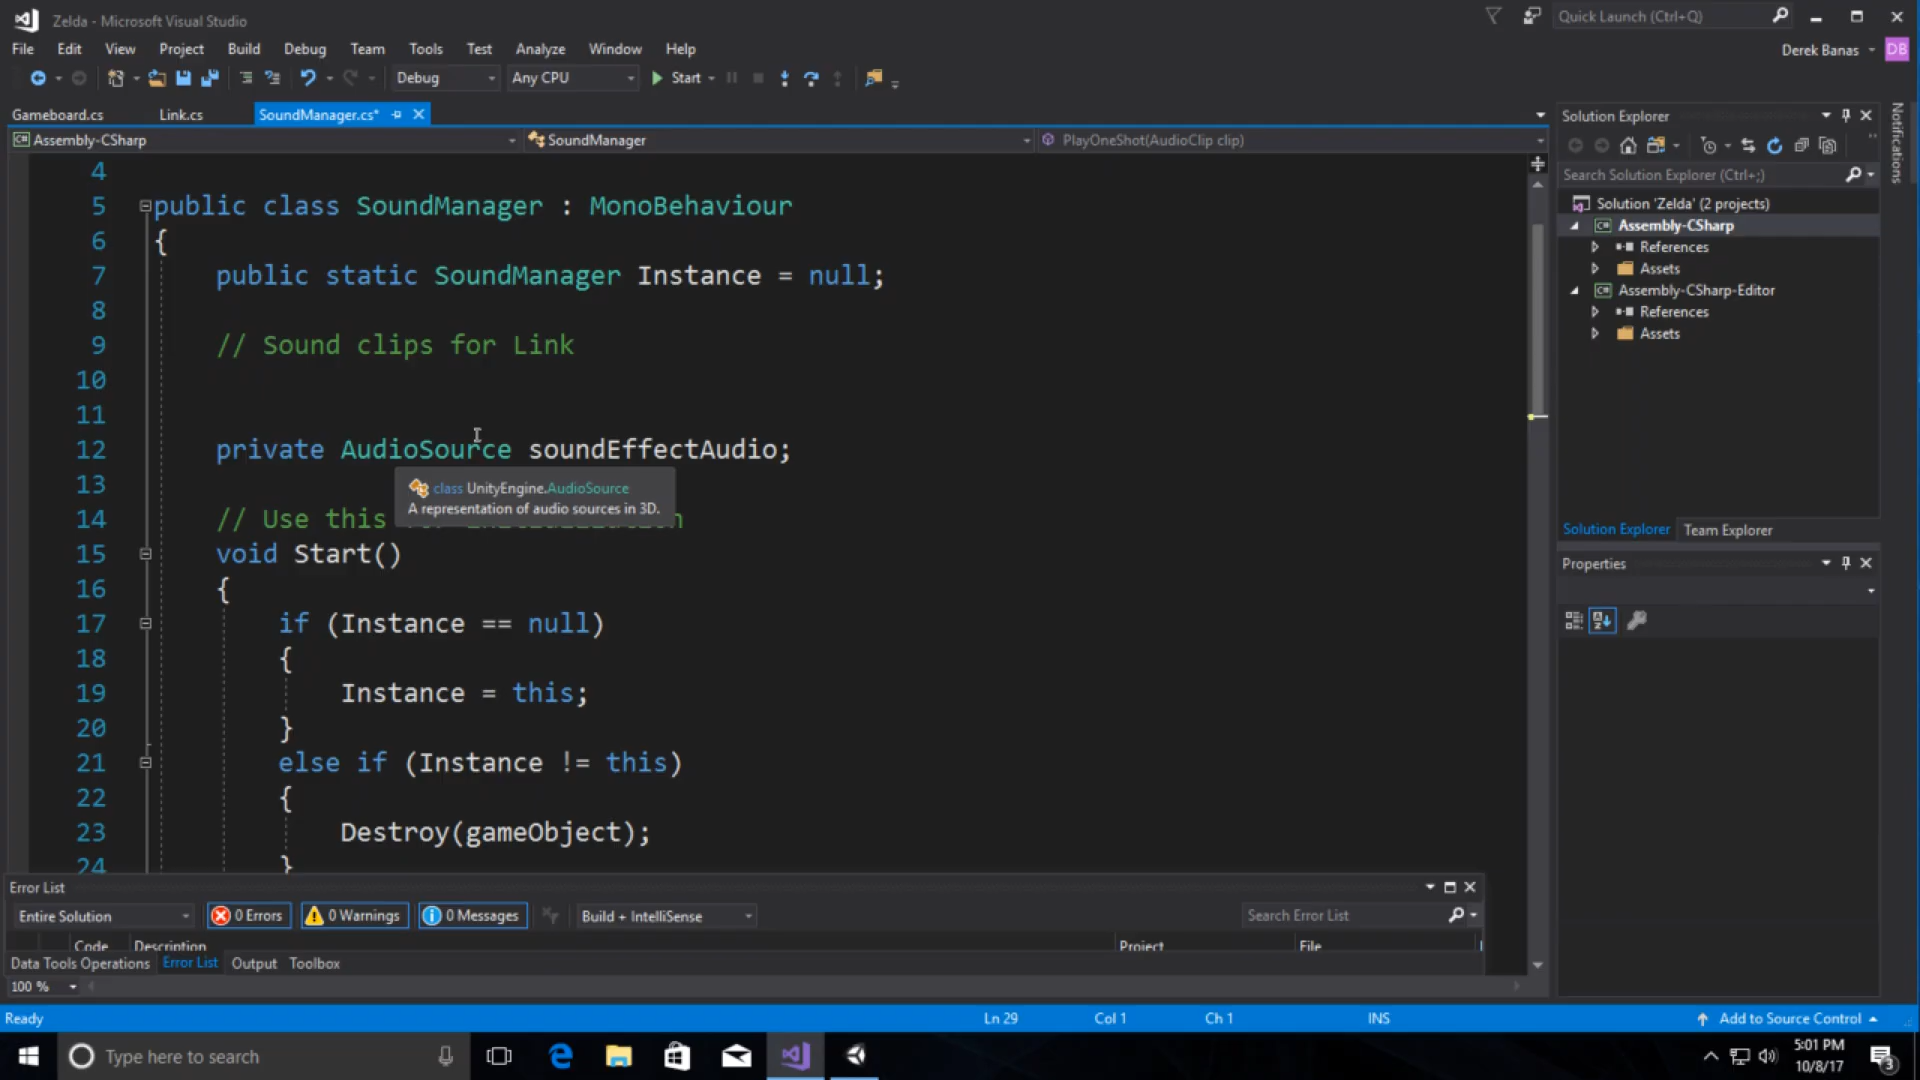 Zelda - Microsoft Visual Studio
Quick Launch (Ctrl+Q)
File Edit View Project Build Debug Team Tools Test Analyze Window Help
Derek Banas DB
Debug Any CPU Start
Gameboard.cs Link.cs SoundManager.cs*
Assembly-CSharp SoundManager PlayOneShot(AudioClip clip)
4
5 public class SoundManager : MonoBehaviour
6 {
7 public static SoundManager Instance = null;
8
9 // Sound clips for Link
10
11
12 private AudioSource soundEffectAudio;
13
class UnityEngine.AudioSource
A representation of audio sources in 3D.
14 // Use this
15 void Start()
16 {
17 if (Instance == null)
18 {
19 Instance = this;
20 }
21 else if (Instance != this)
22 {
23 Destroy(gameObject);
24 }
Solution Explorer
Search Solution Explorer (Ctrl+;)
Solution 'Zelda' (2 projects)
Assembly-CSharp
References
Assets
Assembly-CSharp-Editor
References
Assets
Solution Explorer Team Explorer
Properties
Notifications
Error List
Entire Solution 0 Errors 0 Warnings 0 Messages Build + IntelliSense Search Error List
Code Description Project File
Data Tools Operations Error List Output Toolbox
100 %
Ready Ln 29 Col 1 Ch 1 INS Add to Source Control
Type here to search
5:01 PM
10/8/17
3